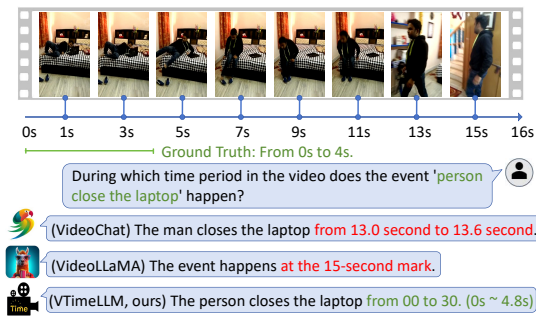 0s 1s 3s 5s 7s 9s 11s 13s 15s 16s
Ground Truth: From 0s to 4s.
During which time period in the video does the event 'person
close the laptop' happen?
(VideoChat) The man closes the laptop from 13.0 second to 13.6 second.
(VideoLLaMA) The event happens at the 15-second mark.
Time
(VTimeLLM, ours) The person closes the laptop from 00 to 30. (0s ~ 4.8s)